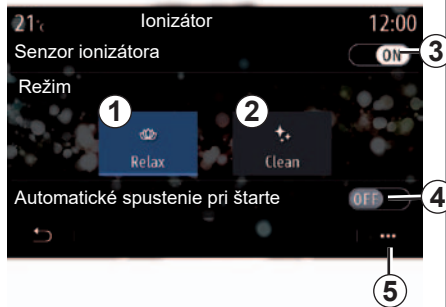 21°c Ionizátor 12:00
Senzor ionizátora ON 3
Režim
1 2
Relax Clean
Automatické spustenie pri štarte OFF 4
5